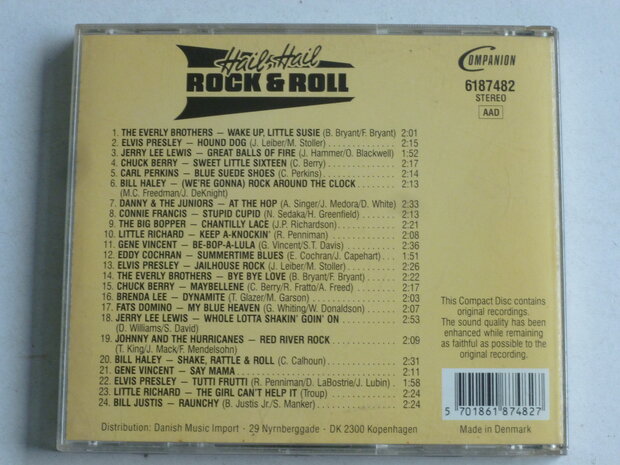 Hail, Hail
ROCK & ROLL
COMPANION
6187482
STEREO
AAD
1. THE EVERLY BROTHERS — WAKE UP, LITTLE SUSIE (B. Bryant/F. Bryant) 2:01
2. ELVIS PRESLEY — HOUND DOG (J. Leiber/M. Stoller) 2:15
3. JERRY LEE LEWIS — GREAT BALLS OF FIRE (J. Hammer/O. Blackwell) 1:52
4. CHUCK BERRY — SWEET LITTLE SIXTEEN (C. Berry) 2:17
5. CARL PERKINS — BLUE SUEDE SHOES (C. Perkins) 2:14
6. BILL HALEY — (WE'RE GONNA) ROCK AROUND THE CLOCK 2:13
(M.C. Freedman/J. DeKnight)
7. DANNY & THE JUNIORS — AT THE HOP (A. Singer/J. Medora/D. White) 2:33
8. CONNIE FRANCIS — STUPID CUPID (N. Sedaka/H. Greenfield) 2:13
9. THE BIG BOPPER — CHANTILLY LACE (J.P. Richardson) 2:21
10. LITTLE RICHARD — KEEP A-KNOCKIN' (R. Penniman) 2:08
11. GENE VINCENT — BE-BOP-A-LULA (G. Vincent/S.T. Davis) 2:36
12. EDDY COCHRAN — SUMMERTIME BLUES (E. Cochran/J. Capehart) 1:51
13. ELVIS PRESLEY — JAILHOUSE ROCK (J. Leiber/M. Stoller) 2:26
14. THE EVERLY BROTHERS — BYE BYE LOVE (B. Bryant/F. Bryant) 2:22
15. CHUCK BERRY — MAYBELLENE (C. Berry/R. Fratto/A. Freed) 2:17
16. BRENDA LEE — DYNAMITE (T. Glazer/M. Garson) 2:03
17. FATS DOMINO — MY BLUE HEAVEN (G. Whiting/W. Donaldson) 2:07
18. JERRY LEE LEWIS — WHOLE LOTTA SHAKIN' GOIN' ON 2:53
(D. Williams/S. David)
19. JOHNNY AND THE HURRICANES — RED RIVER ROCK 2:09
(T. King/J. Mack/F. Mendelsohn)
20. BILL HALEY — SHAKE, RATTLE & ROLL (C. Calhoun) 2:31
21. GENE VINCENT — SAY MAMA 2:11
22. ELVIS PRESLEY — TUTTI FRUTTI (R. Penniman/D. LaBostrie/J. Lubin) 1:58
23. LITTLE RICHARD — THE GIRL CAN'T HELP IT (Troup) 2:24
24. BILL JUSTIS — RAUNCHY (B. Justis Jr./S. Manker) 2:24
This Compact Disc contains
original recordings.
The sound quality has been
enhanced while remaining
as faithful as possible to the
original recording.
5 701861 874827
Distribution: Danish Music Import · 29 Nyrnberggade · DK 2300 Kopenhagen
Made in Denmark